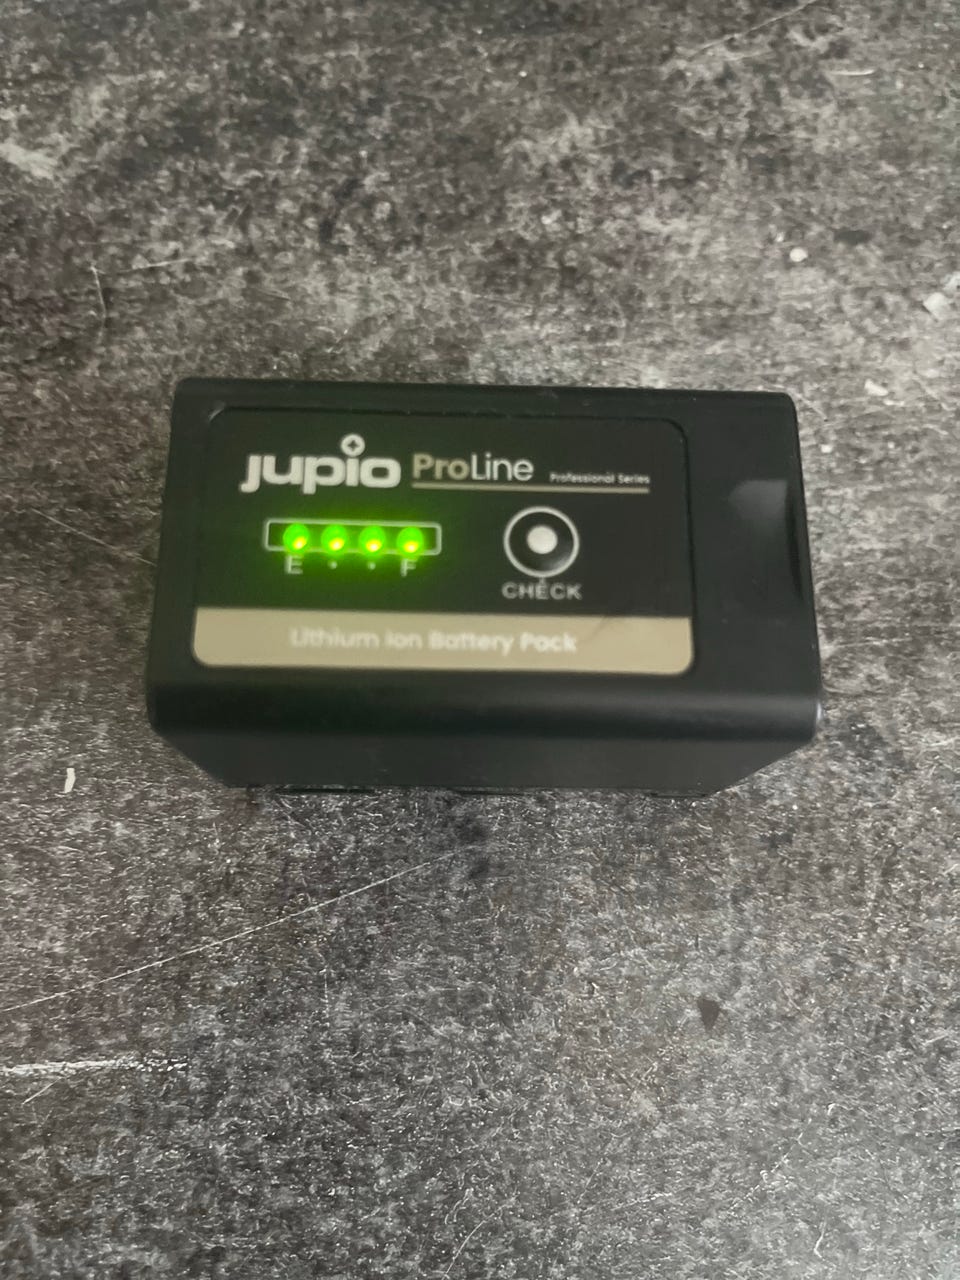 jupio ProLine Professional Series
E · · F
CHECK
Lithium Ion Battery Pack